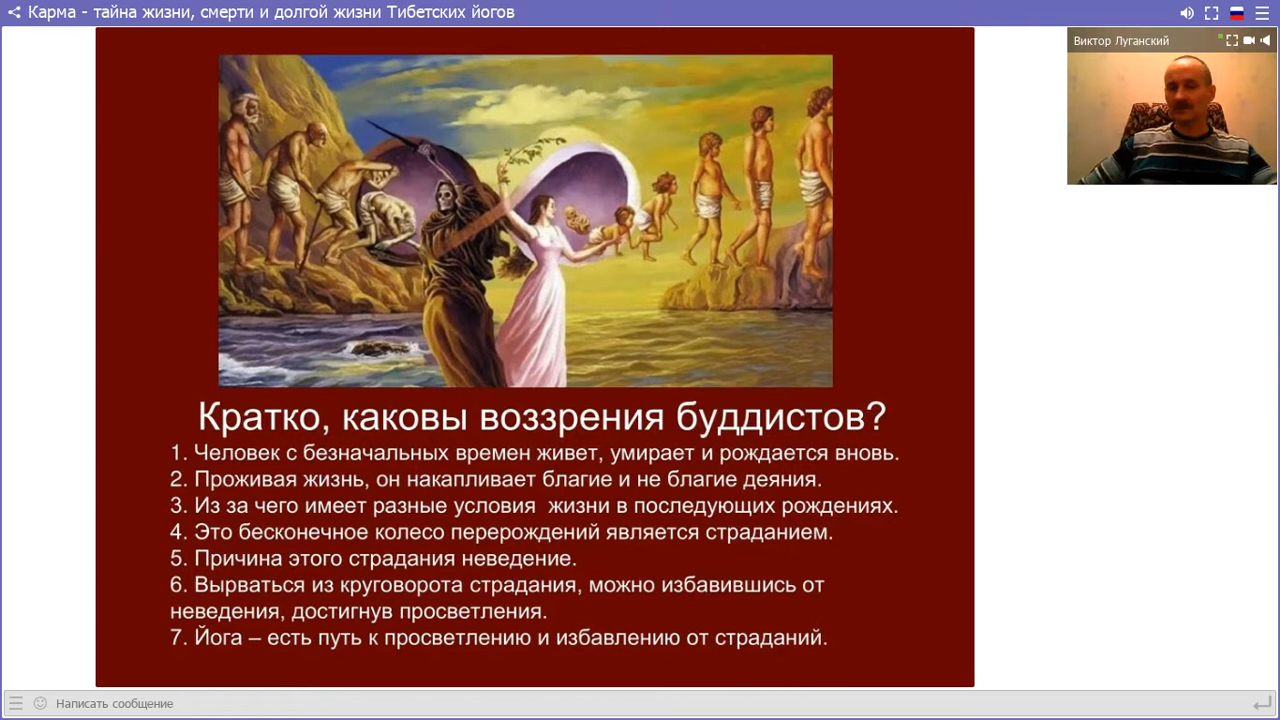 Карма - тайна жизни, смерти и долгой жизни Тибетских йогов
Виктор Луганский
Кратко, каковы воззрения буддистов?
1. Человек с безначальных времен живет, умирает и рождается вновь.
2. Проживая жизнь, он накапливает благие и не благие деяния.
3. Из за чего имеет разные условия  жизни в последующих рождениях.
4. Это бесконечное колесо перерождений является страданием.
5. Причина этого страдания неведение.
6. Вырваться из круговорота страдания, можно избавившись от
неведения, достигнув просветления.
7. Йога – есть путь к просветлению и избавлению от страданий.
Написать сообщение